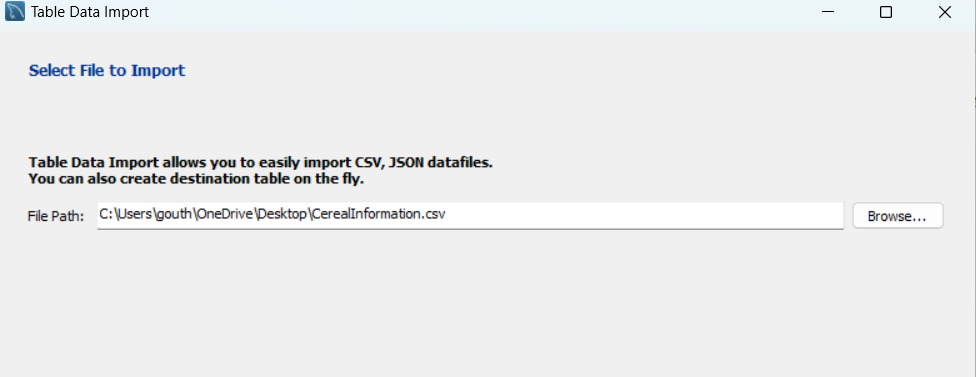 Table Data Import
Select File to Import
Table Data Import allows you to easily import CSV, JSON datafiles.
You can also create destination table on the fly.
File Path: C:\Users\gouth\OneDrive\Desktop\CerealInformation.csv Browse...